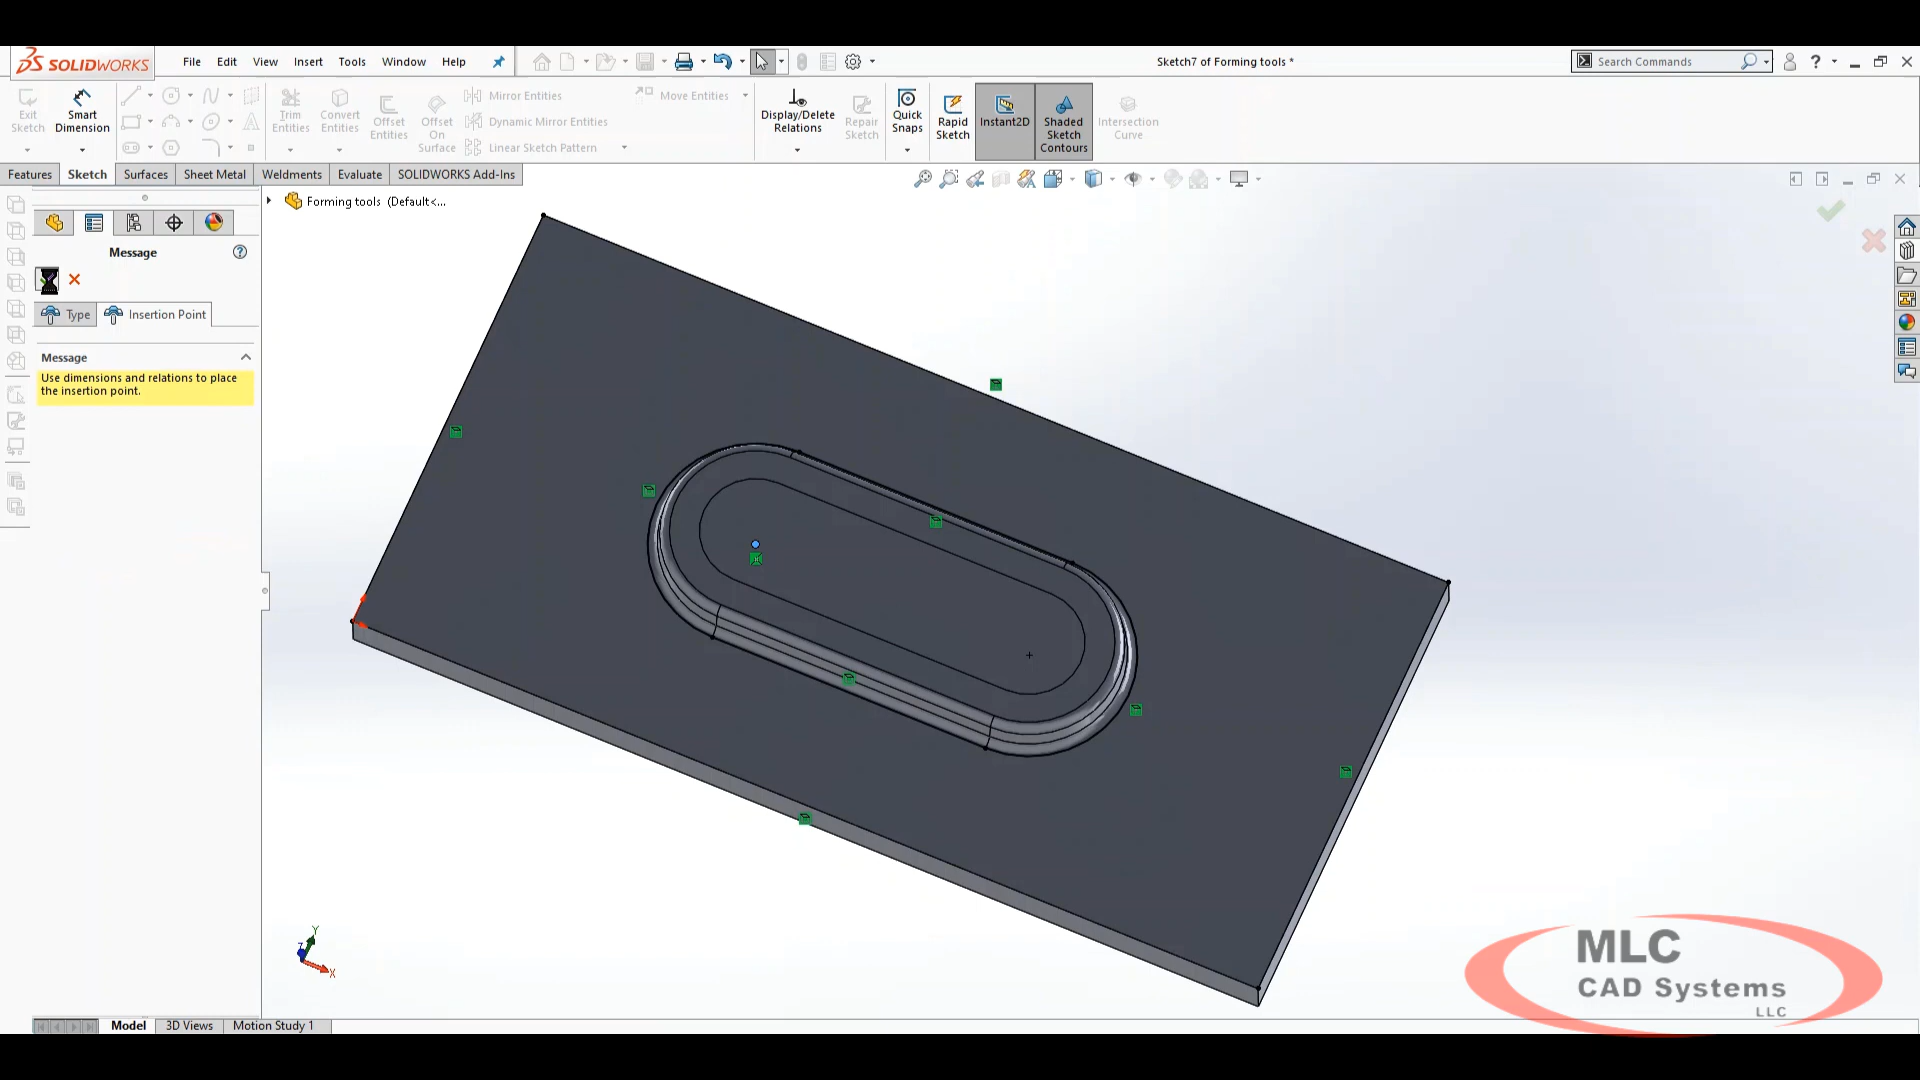 SOLIDWORKS
File Edit View Insert Tools Window Help
Sketch7 of Forming tools *
Search Commands
?
Exit Sketch
Smart Dimension
Trim Entities
Convert Entities
Offset Entities
Offset On Surface
Mirror Entities
Dynamic Mirror Entities
Linear Sketch Pattern
Move Entities
Display/Delete Relations
Repair Sketch
Quick Snaps
Rapid Sketch
Instant2D
Shaded Sketch Contours
Intersection Curve
Features Sketch Surfaces Sheet Metal Weldments Evaluate SOLIDWORKS Add-Ins
Forming tools (Default<...
Message
?
Type Insertion Point
Message
Use dimensions and relations to place
the insertion point.
Y
Z
X
MLC
CAD Systems
LLC
Model 3D Views Motion Study 1